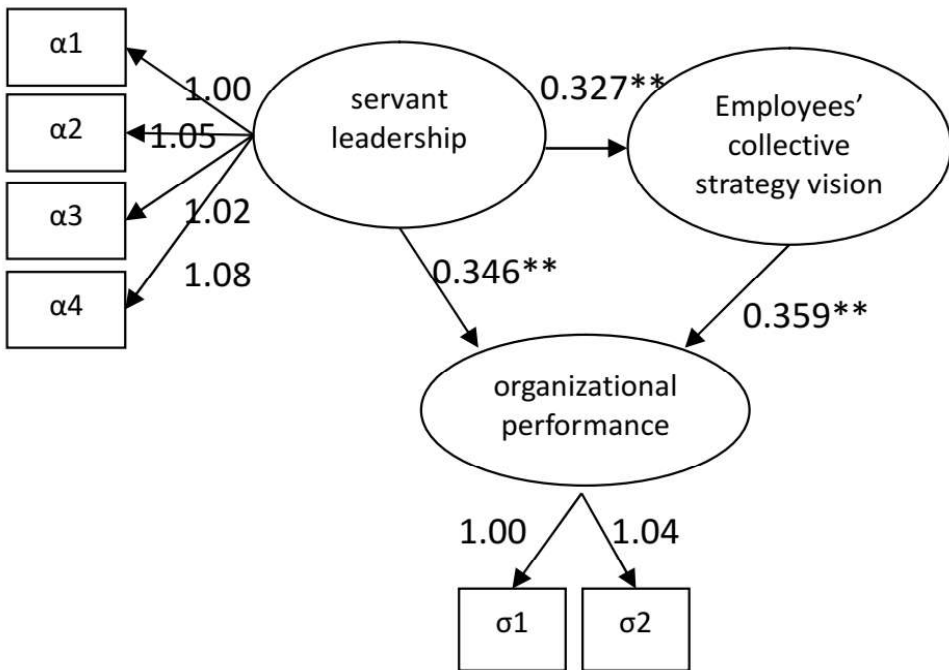 α1
α2
α3
α4
1.00
1.05
1.02
1.08
servant
leadership
0.327**
Employees’
collective
strategy vision
0.346**
0.359**
organizational
performance
1.00
1.04
σ1
σ2